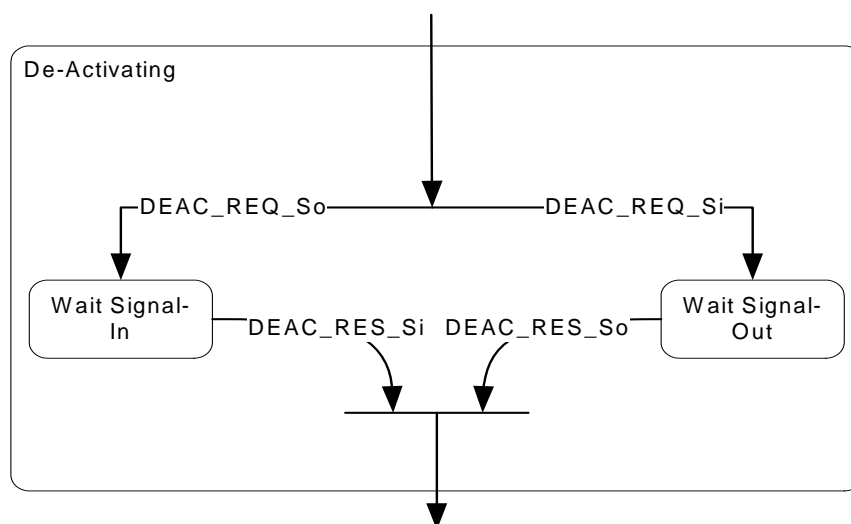 De-Activating
DEAC_REQ_So
DEAC_REQ_Si
Wait Signal-
In
Wait Signal-
Out
DEAC_RES_Si
DEAC_RES_So